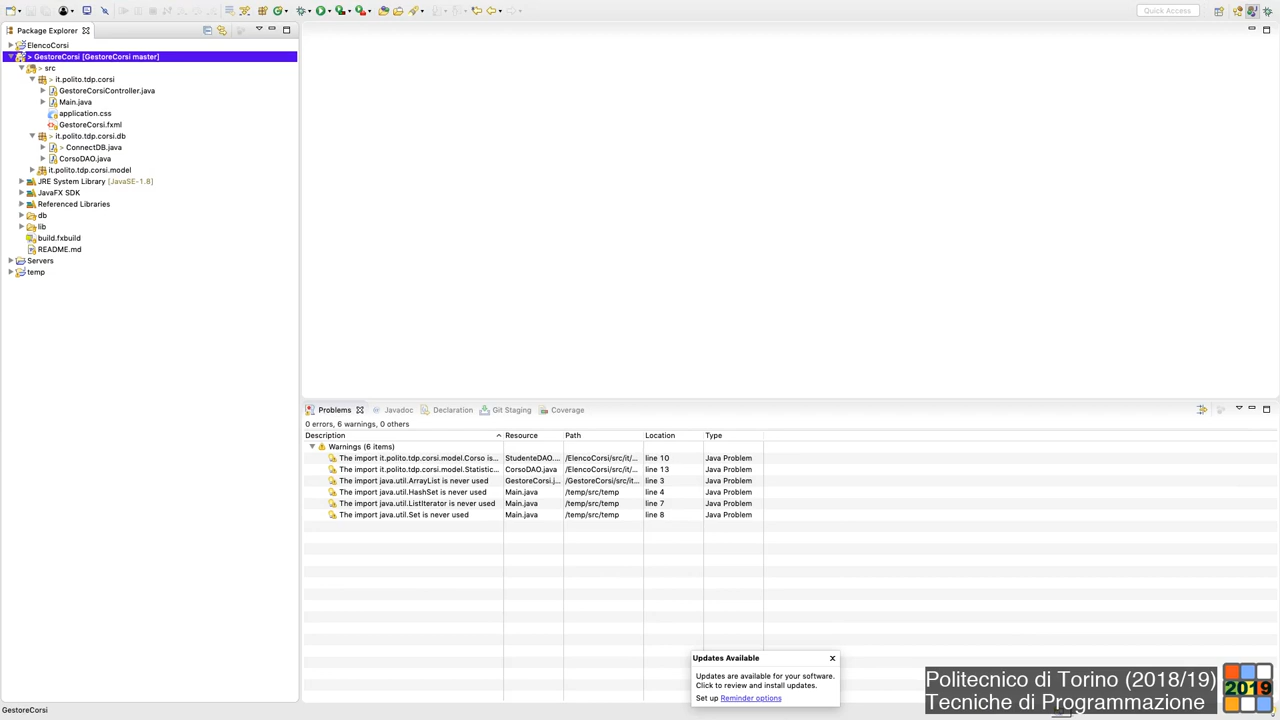 Quick Access
Package Explorer
ElencoCorsi
> GestoreCorsi [GestoreCorsi master]
> src
> it.polito.tdp.corsi
GestoreCorsiController.java
Main.java
application.css
GestoreCorsi.fxml
> it.polito.tdp.corsi.db
> ConnectDB.java
CorsoDAO.java
it.polito.tdp.corsi.model
JRE System Library [JavaSE-1.8]
JavaFX SDK
Referenced Libraries
db
lib
build.fxbuild
README.md
Servers
temp
Problems Javadoc Declaration Git Staging Coverage
0 errors, 6 warnings, 0 others
Description Resource Path Location Type
Warnings (6 items)
The import it.polito.tdp.corsi.model.Corso is... StudenteDAO.... /ElencoCorsi/src/it/... line 10 Java Problem
The import it.polito.tdp.corsi.model.Statistic... CorsoDAO.java /ElencoCorsi/src/it/... line 13 Java Problem
The import java.util.ArrayList is never used GestoreCorsi.j... /GestoreCorsi/src/it... line 3 Java Problem
The import java.util.HashSet is never used Main.java /temp/src/temp line 4 Java Problem
The import java.util.ListIterator is never used Main.java /temp/src/temp line 7 Java Problem
The import java.util.Set is never used Main.java /temp/src/temp line 8 Java Problem
Updates Available
Updates are available for your software.
Click to review and install updates.
Set up Reminder options
Politecnico di Torino (2018/19)
Tecniche di Programmazione
2019
GestoreCorsi